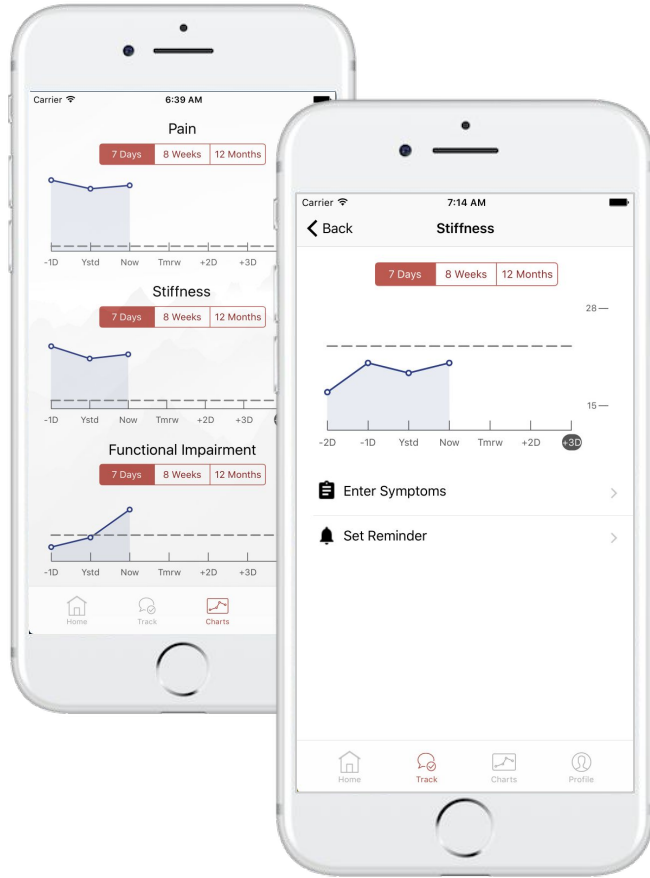 Carrier 6:39 AM
Pain
7 Days 8 Weeks 12 Months
-1D Ystd Now Tmrw +2D +3D
Stiffness
7 Days 8 Weeks 12 Months
-1D Ystd Now Tmrw +2D +3D
Functional Impairment
7 Days 8 Weeks 12 Months
-1D Ystd Now Tmrw +2D +3D
Home Track Charts
Carrier 7:14 AM
Back Stiffness
7 Days 8 Weeks 12 Months
28
15
-2D -1D Ystd Now Tmrw +2D +3D
Enter Symptoms
Set Reminder
Home Track Charts Profile